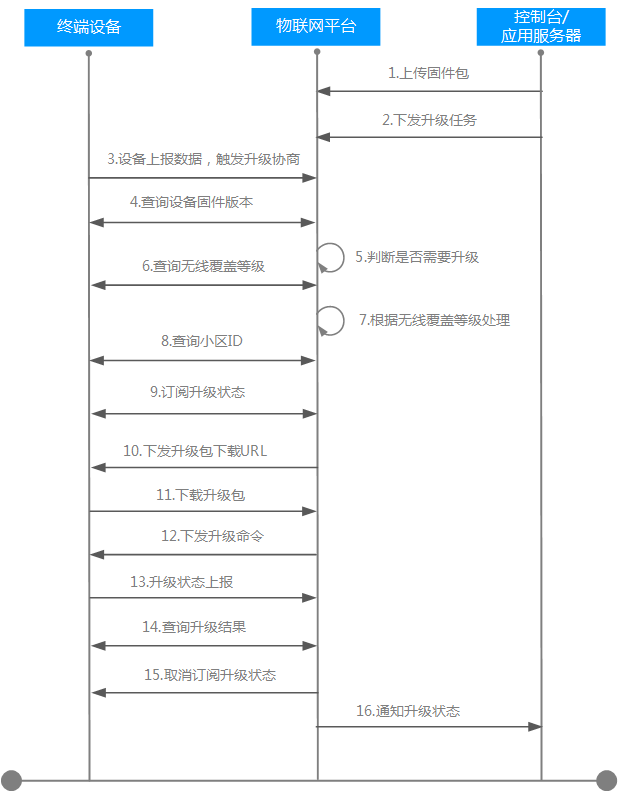 终端设备
物联网平台
控制台/
应用服务器
1.上传固件包
2.下发升级任务
3.设备上报数据，触发升级协商
4.查询设备固件版本
5.判断是否需要升级
6.查询无线覆盖等级
7.根据无线覆盖等级处理
8.查询小区ID
9.订阅升级状态
10.下发升级包下载URL
11.下载升级包
12.下发升级命令
13.升级状态上报
14.查询升级结果
15.取消订阅升级状态
16.通知升级状态